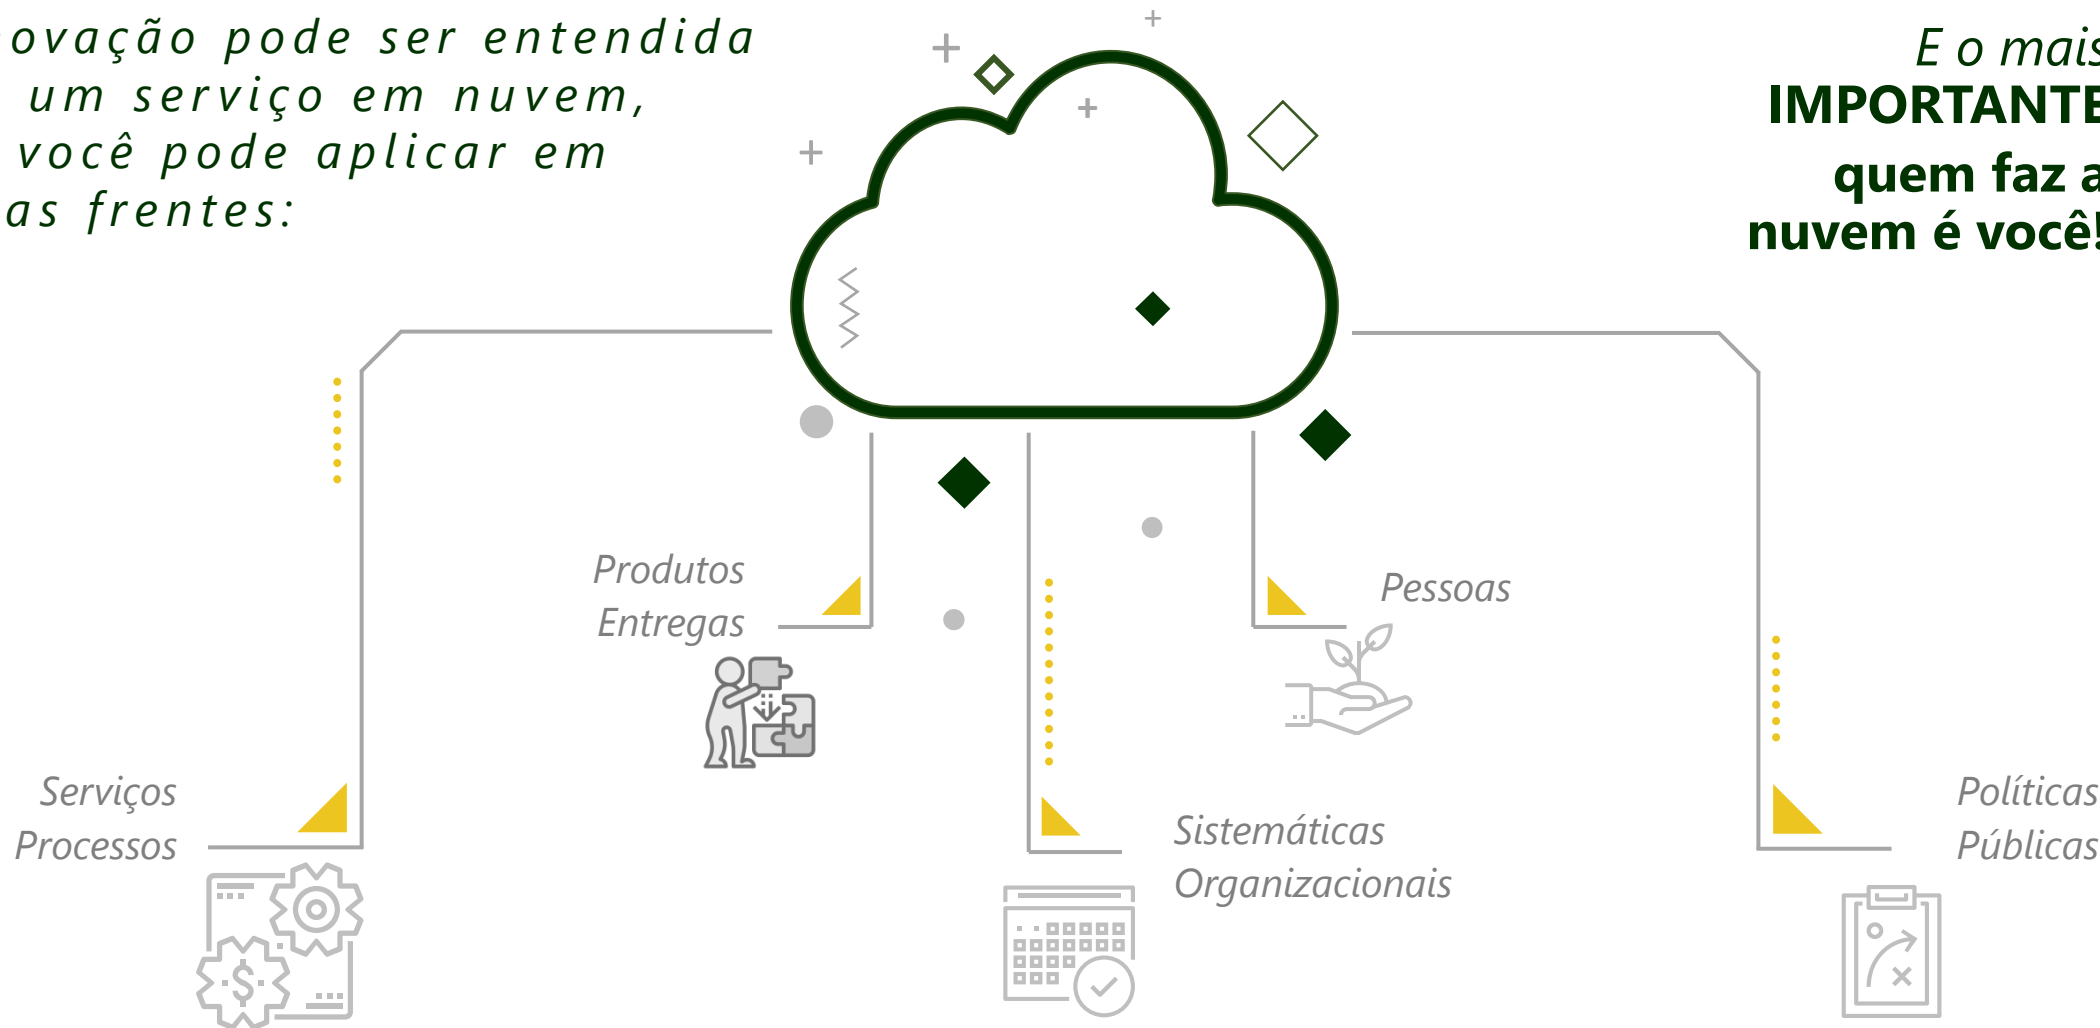 ovação pode ser entendida
um serviço em nuvem,
você pode aplicar em
as frentes:
E o mais
IMPORTANTE
quem faz a
nuvem é você!
Produtos
Entregas
Pessoas
Serviços
Processos
Sistemáticas
Organizacionais
Políticas
Públicas